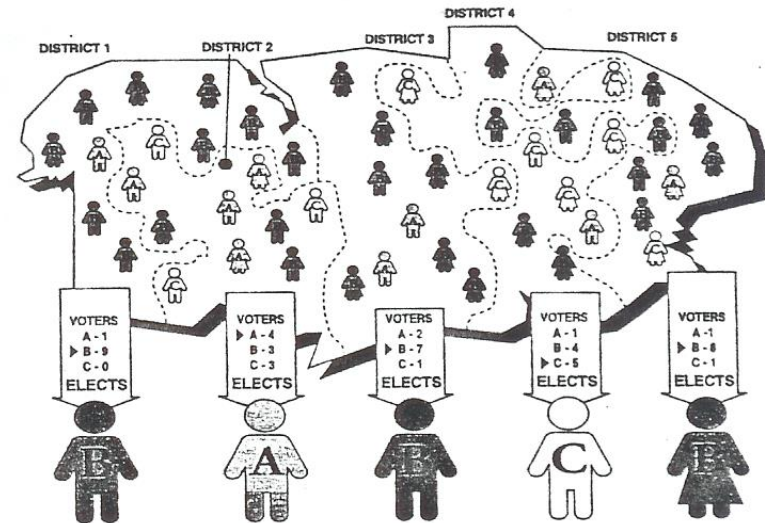 DISTRICT 1
DISTRICT 2
DISTRICT 3
DISTRICT 4
DISTRICT 5
VOTERS
A - 1
B - 9
C - 0
ELECTS
B
VOTERS
A - 4
B - 3
C - 3
ELECTS
A
VOTERS
A - 2
B - 7
C - 1
ELECTS
B
VOTERS
A - 1
B - 4
C - 5
ELECTS
C
VOTERS
A - 1
B - 8
C - 1
ELECTS
B